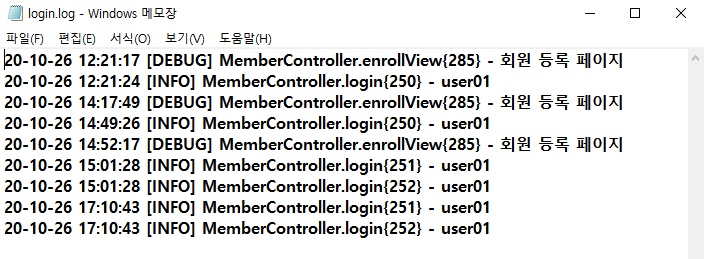 login.log - Windows 메모장
파일(F) 편집(E) 서식(O) 보기(V) 도움말(H)
20-10-26 12:21:17 [DEBUG] MemberController.enrollView{285} - 회원 등록 페이지
20-10-26 12:21:24 [INFO] MemberController.login{250} - user01
20-10-26 14:17:49 [DEBUG] MemberController.enrollView{285} - 회원 등록 페이지
20-10-26 14:49:26 [INFO] MemberController.login{250} - user01
20-10-26 14:52:17 [DEBUG] MemberController.enrollView{285} - 회원 등록 페이지
20-10-26 15:01:28 [INFO] MemberController.login{251} - user01
20-10-26 15:01:28 [INFO] MemberController.login{252} - user01
20-10-26 17:10:43 [INFO] MemberController.login{251} - user01
20-10-26 17:10:43 [INFO] MemberController.login{252} - user01